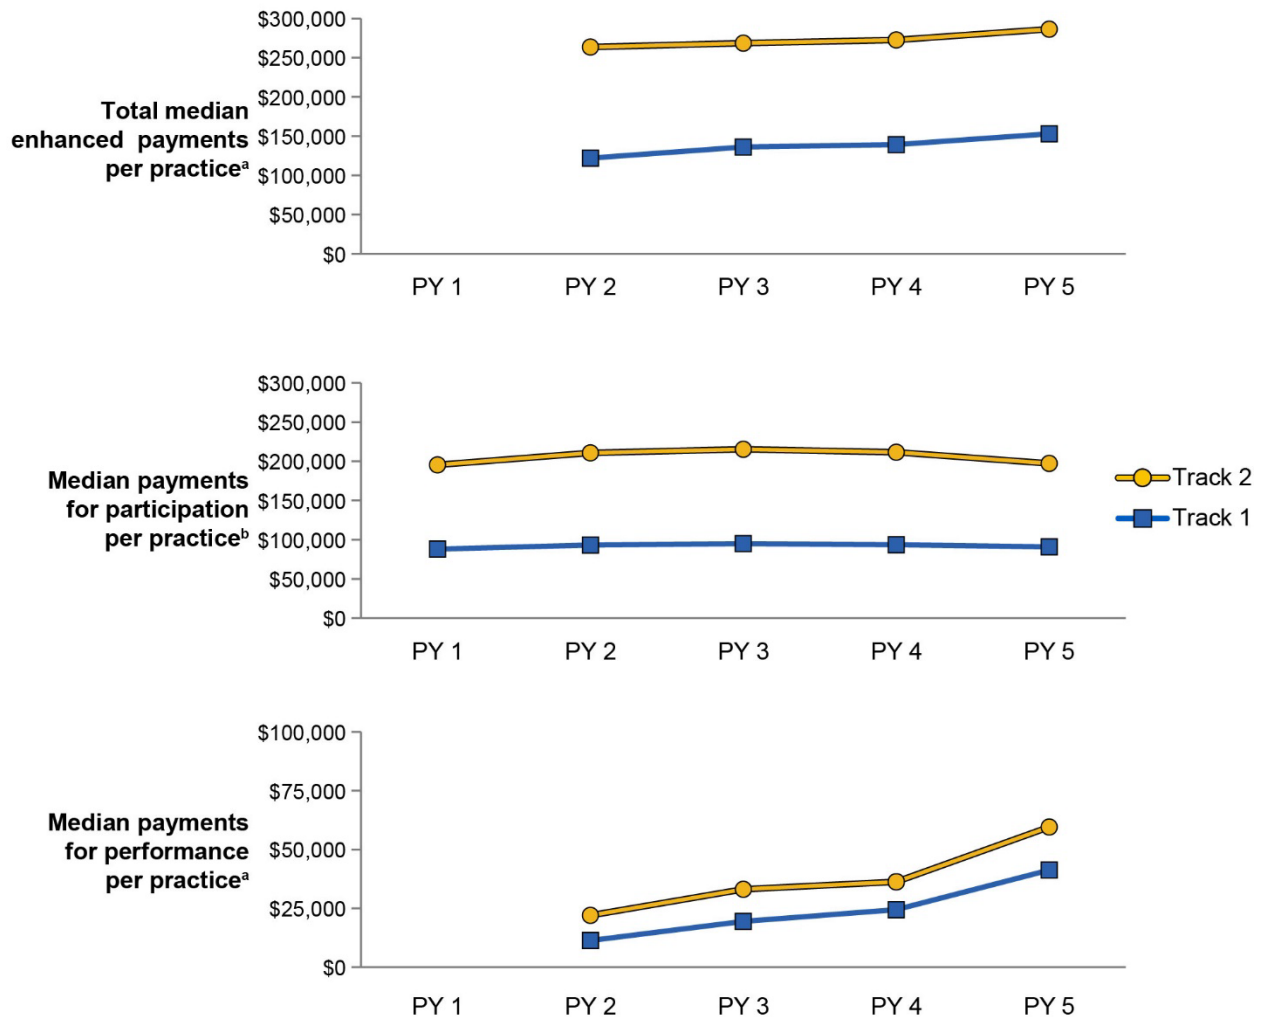 $300,000
$250,000
$200,000
$150,000
$100,000
$50,000
$0
Total median
enhanced payments
per practiceᵃ
PY 1 PY 2 PY 3 PY 4 PY 5
$300,000
$250,000
$200,000
$150,000
$100,000
$50,000
$0
Median payments
for participation
per practiceᵇ
PY 1 PY 2 PY 3 PY 4 PY 5
Track 2
Track 1
$100,000
$75,000
$50,000
$25,000
$0
Median payments
for performance
per practiceᵃ
PY 1 PY 2 PY 3 PY 4 PY 5